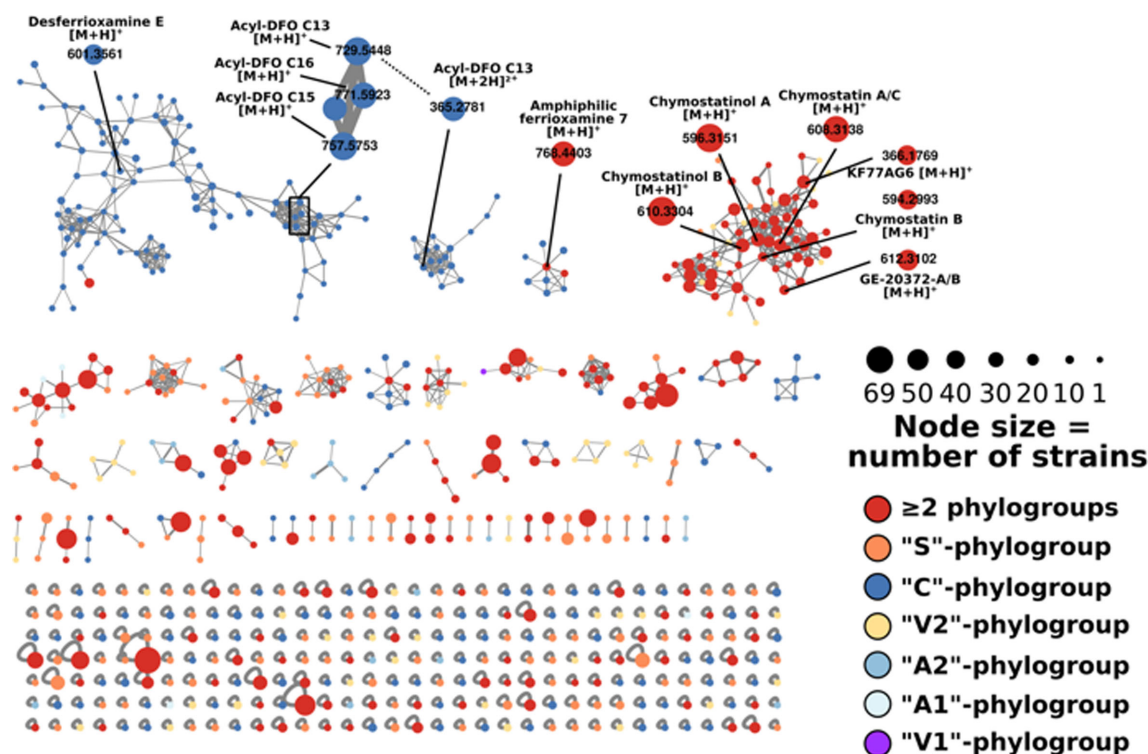 Desferrioxamine E
[M+H]⁺
601.3561
Acyl-DFO C13
[M+H]⁺
729.5448
Acyl-DFO C16
[M+H]⁺
771.5923
Acyl-DFO C15
[M+H]⁺
757.5753
Acyl-DFO C13
[M+2H]²⁺
365.2781
Amphiphilic
ferrioxamine 7
[M+H]⁺
768.4403
Chymostatinol A
[M+H]⁺
596.3151
Chymostatin A/C
[M+H]⁺
608.3138
Chymostatinol B
[M+H]⁺
610.3304
366.1769
KF77AG6 [M+H]⁺
594.2993
Chymostatin B
[M+H]⁺
612.3102
GE-20372-A/B
[M+H]⁺
69 50 40 30 20 10 1
Node size =
number of strains
≥2 phylogroups
"S"-phylogroup
"C"-phylogroup
"V2"-phylogroup
"A2"-phylogroup
"A1"-phylogroup
"V1"-phylogroup